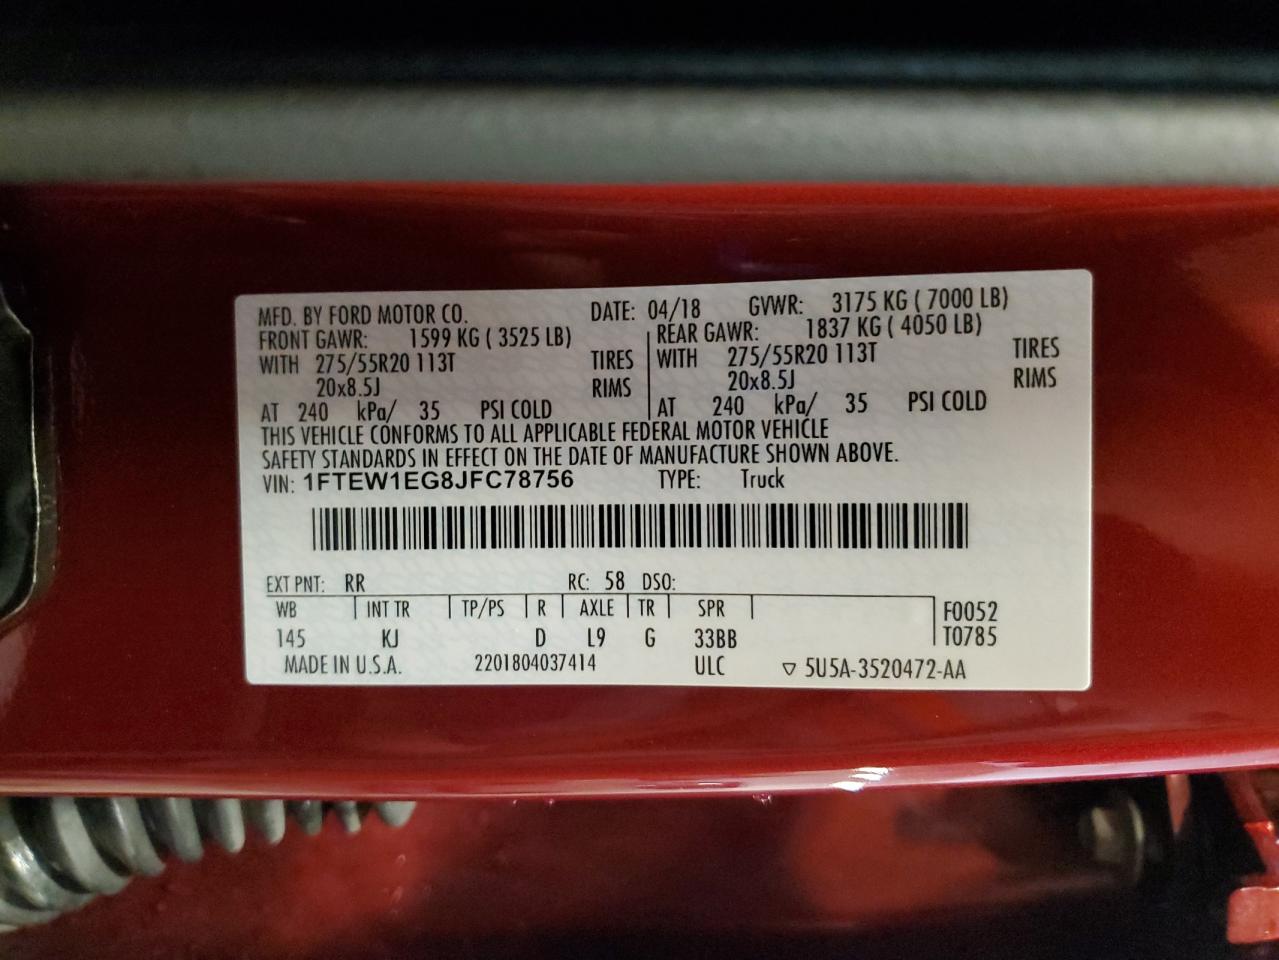 MFD. BY FORD MOTOR CO. DATE: 04/18 GVWR: 3175 KG ( 7000 LB)
FRONT GAWR: 1599 KG ( 3525 LB) REAR GAWR: 1837 KG ( 4050 LB)
WITH 275/55R20 113T TIRES WITH 275/55R20 113T TIRES
20x8.5J RIMS 20x8.5J RIMS
AT 240 kPa/ 35 PSI COLD AT 240 kPa/ 35 PSI COLD
THIS VEHICLE CONFORMS TO ALL APPLICABLE FEDERAL MOTOR VEHICLE
SAFETY STANDARDS IN EFFECT ON THE DATE OF MANUFACTURE SHOWN ABOVE.
VIN: 1FTEW1EG8JFC78756 TYPE: Truck
EXT PNT: RR RC: 58 DSO:
WB INT TR TP/PS R AXLE TR SPR F0052
145 KJ D L9 G 33BB T0785
MADE IN U.S.A. 2201804037414 ULC ▽ 5U5A-3520472-AA